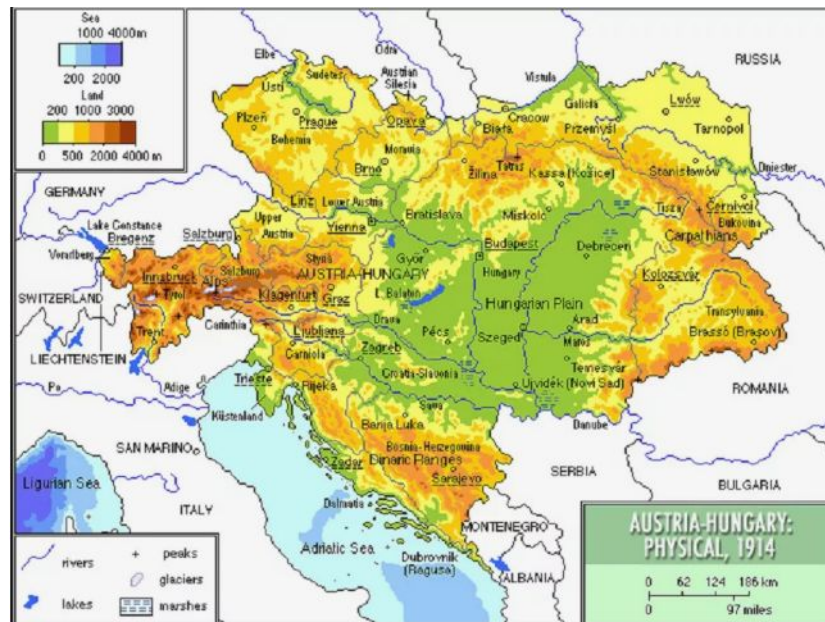 Sea
1000 4000m
200 2000
Land
200 1000 3000
0 500 2000 4000 m
Elbe
Odra
Austrian
Silesia
Vistula
RUSSIA
Sudetes
Ústí
Plzeň
Prague
Bohemia
Opava
Moravia
Brno
Biała
Cracow
Galicia
Przemyśl
Lwów
Tarnopol
Tatras
Žilina
Kassa (Košice)
Stanisławów
Dniester
GERMANY
Linz
Lower Austria
Upper
Austria
Vienna
Bratislava
Miskolc
Tisza
Bukovina
Carpathians
Lake Constance
Bregenz
Vorarlberg
Salzburg
Salzburg
Styria
AUSTRIA-HUNGARY
Győr
Budapest
Hungary
Debrecen
Kolozsvár
Innsbruck
Tyrol
Alps
Klagenfurt
Graz
L. Balaton
Hungarian Plain
Transylvania
SWITZERLAND
Trent
Carinthia
Drava
Ljubljana
Pécs
Szeged
Arad
Maros
Brassó (Braşov)
LIECHTENSTEIN
Carniola
Zagreb
Temesvár
Po
Adige
Trieste
Rijeka
Croatia-Slavonia
Újvidék (Novi Sad)
ROMANIA
Küstenland
Sava
Banja Luka
Danube
SAN MARINO
Bosnia-Herzegovina
Dinaric Ranges
SERBIA
Zadar
Sarajevo
BULGARIA
Ligurian Sea
ITALY
Dalmatia
Adriatic Sea
MONTENEGRO
Dubrovnik
(Ragusa)
ALBANIA
rivers
peaks
glaciers
lakes
marshes
AUSTRIA-HUNGARY:
PHYSICAL, 1914
0 62 124 186 km
0 97 miles